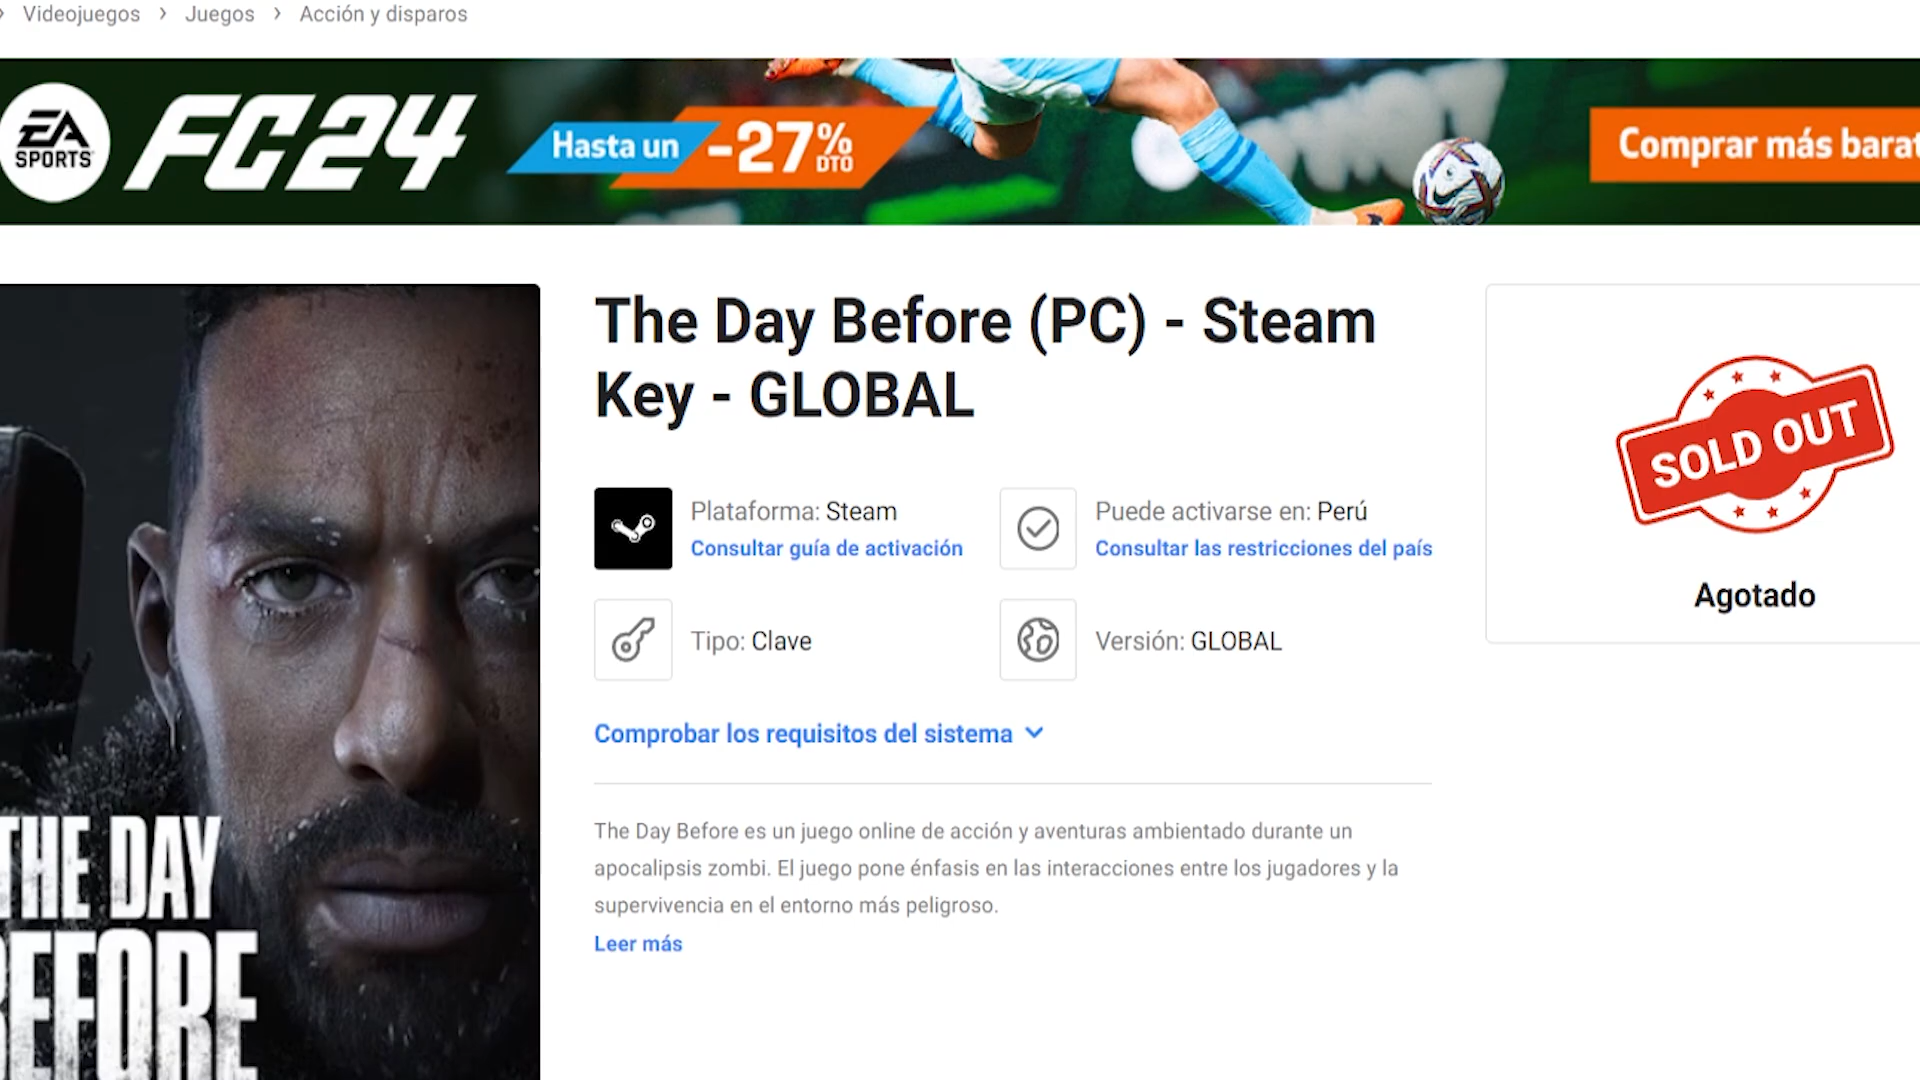 Videojuegos > Juegos > Acción y disparos
EA
SPORTS
FC24
Hasta un
-27%
DTO
Comprar más barat
The Day Before (PC) - Steam
Key - GLOBAL
Plataforma: Steam
Consultar guía de activación
Puede activarse en: Perú
Consultar las restricciones del país
Tipo: Clave
Versión: GLOBAL
Comprobar los requisitos del sistema
The Day Before es un juego online de acción y aventuras ambientado durante un
apocalipsis zombi. El juego pone énfasis en las interacciones entre los jugadores y la
supervivencia en el entorno más peligroso.
Leer más
SOLD OUT
Agotado
THE DAY
BEFORE